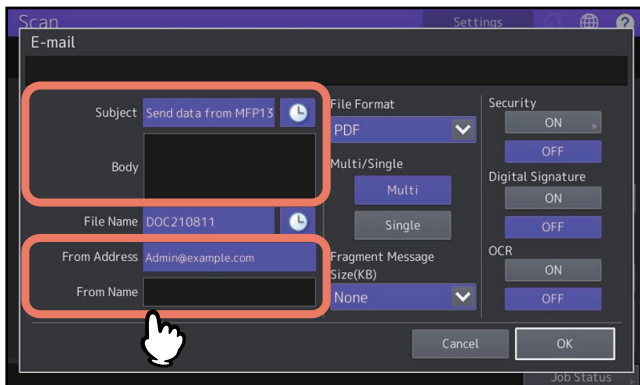 Scan
Settings
?
E-mail
Subject Send data from MFP13
Body
File Name DOC210811
From Address Admin@example.com
From Name
File Format
PDF
Multi/Single
Multi
Single
Fragment Message
Size(KB)
None
Security
ON
OFF
Digital Signature
ON
OFF
OCR
ON
OFF
Cancel
OK
Job Status